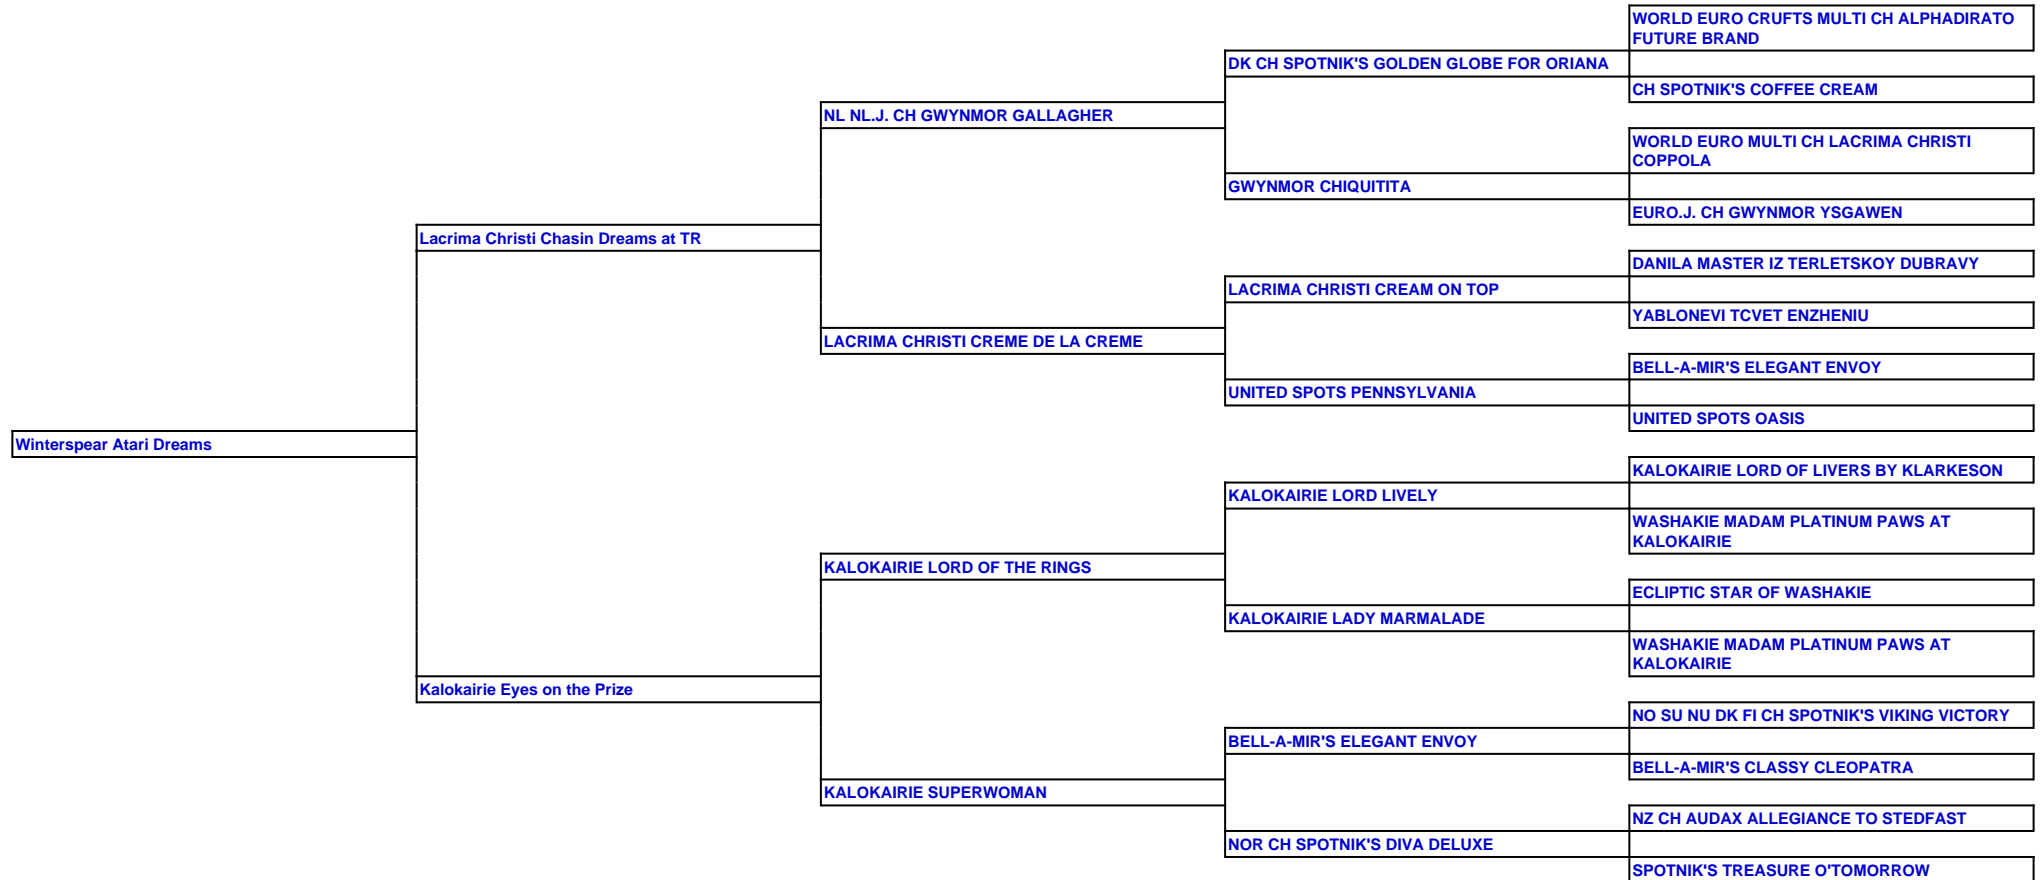 WORLD EURO CRUFTS MULTI CH ALPHADIRATO
FUTURE BRAND
DK CH SPOTNIK'S GOLDEN GLOBE FOR ORIANA
CH SPOTNIK'S COFFEE CREAM
NL NL.J. CH GWYNMOR GALLAGHER
WORLD EURO MULTI CH LACRIMA CHRISTI
COPPOLA
GWYNMOR CHIQUITITA
EURO.J. CH GWYNMOR YSGAWEN
Lacrima Christi Chasin Dreams at TR
DANILA MASTER IZ TERLETSKOY DUBRAVY
LACRIMA CHRISTI CREAM ON TOP
YABLONEVI TCVET ENZHENIU
LACRIMA CHRISTI CREME DE LA CREME
BELL-A-MIR'S ELEGANT ENVOY
UNITED SPOTS PENNSYLVANIA
UNITED SPOTS OASIS
Winterspear Atari Dreams
KALOKAIRIE LORD OF LIVERS BY KLARKESON
KALOKAIRIE LORD LIVELY
WASHAKIE MADAM PLATINUM PAWS AT
KALOKAIRIE
KALOKAIRIE LORD OF THE RINGS
ECLIPTIC STAR OF WASHAKIE
KALOKAIRIE LADY MARMALADE
WASHAKIE MADAM PLATINUM PAWS AT
KALOKAIRIE
Kalokairie Eyes on the Prize
NO SU NU DK FI CH SPOTNIK'S VIKING VICTORY
BELL-A-MIR'S ELEGANT ENVOY
BELL-A-MIR'S CLASSY CLEOPATRA
KALOKAIRIE SUPERWOMAN
NZ CH AUDAX ALLEGIANCE TO STEDFAST
NOR CH SPOTNIK'S DIVA DELUXE
SPOTNIK'S TREASURE O'TOMORROW